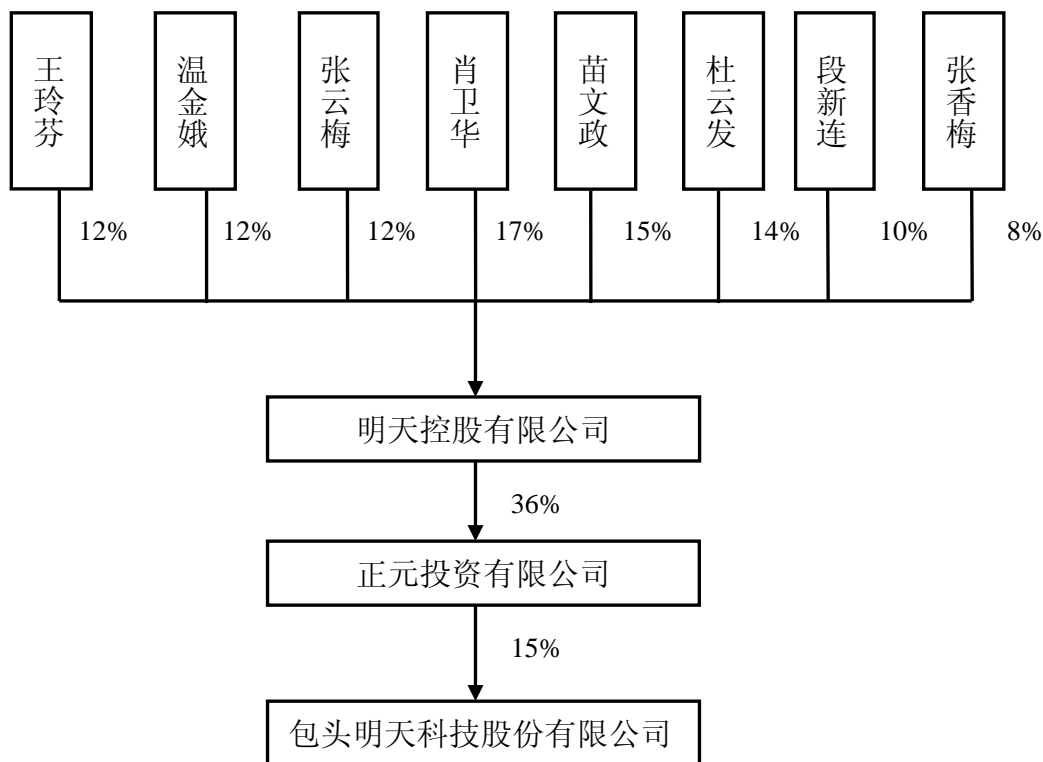 王玲芬
温金娥
张云梅
肖卫华
苗文政
杜云发
段新连
张香梅
12%
12%
12%
17%
15%
14%
10%
8%
明天控股有限公司
36%
正元投资有限公司
15%
包头明天科技股份有限公司